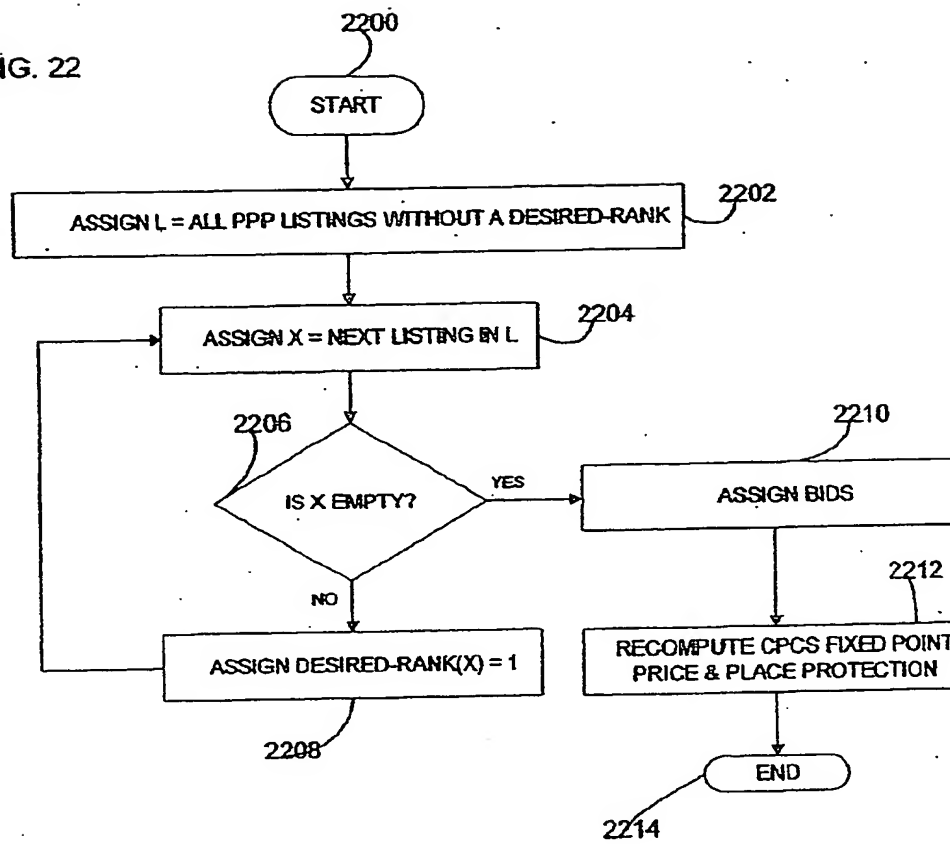 IG. 22
2200
START
ASSIGN L = ALL PPP LISTINGS WITHOUT A DESIRED-RANK
2202
ASSIGN X = NEXT LISTING IN L
2204
2206
IS X EMPTY?
YES
2210
ASSIGN BIDS
NO
2212
ASSIGN DESIRED-RANK(X) = 1
2208
RECOMPUTE CPCS FIXED POINT
PRICE & PLACE PROTECTION
END
2214